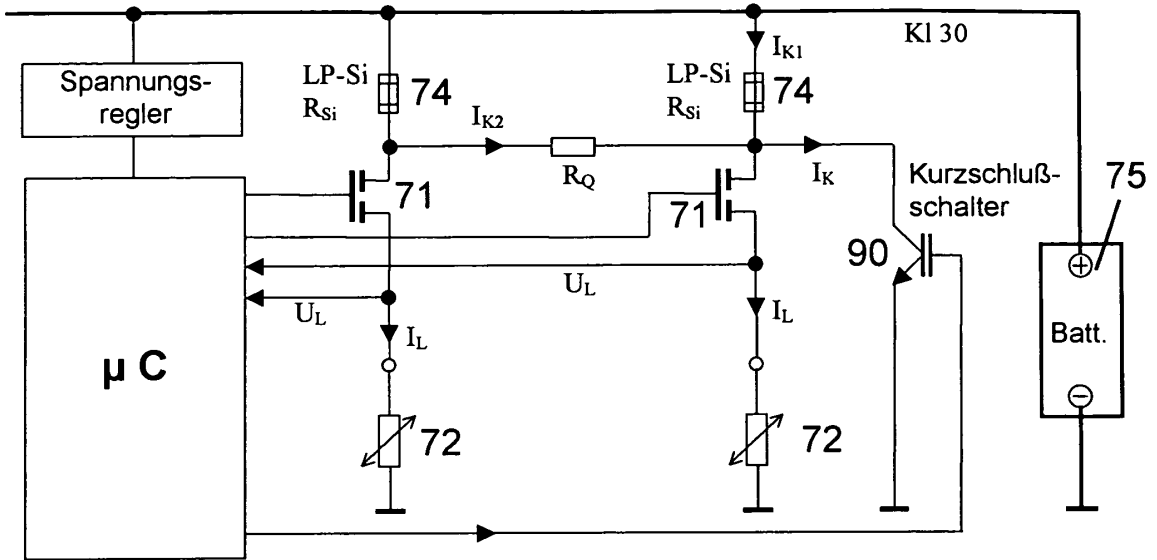 Kl 30
I_K1
Spannungs-
regler
LP-Si
R_Si
74
LP-Si
R_Si
74
I_K2
R_Q
I_K
71
71
Kurzschluß-
schalter
75
90
U_L
U_L
I_L
I_L
Batt.
µ C
72
72